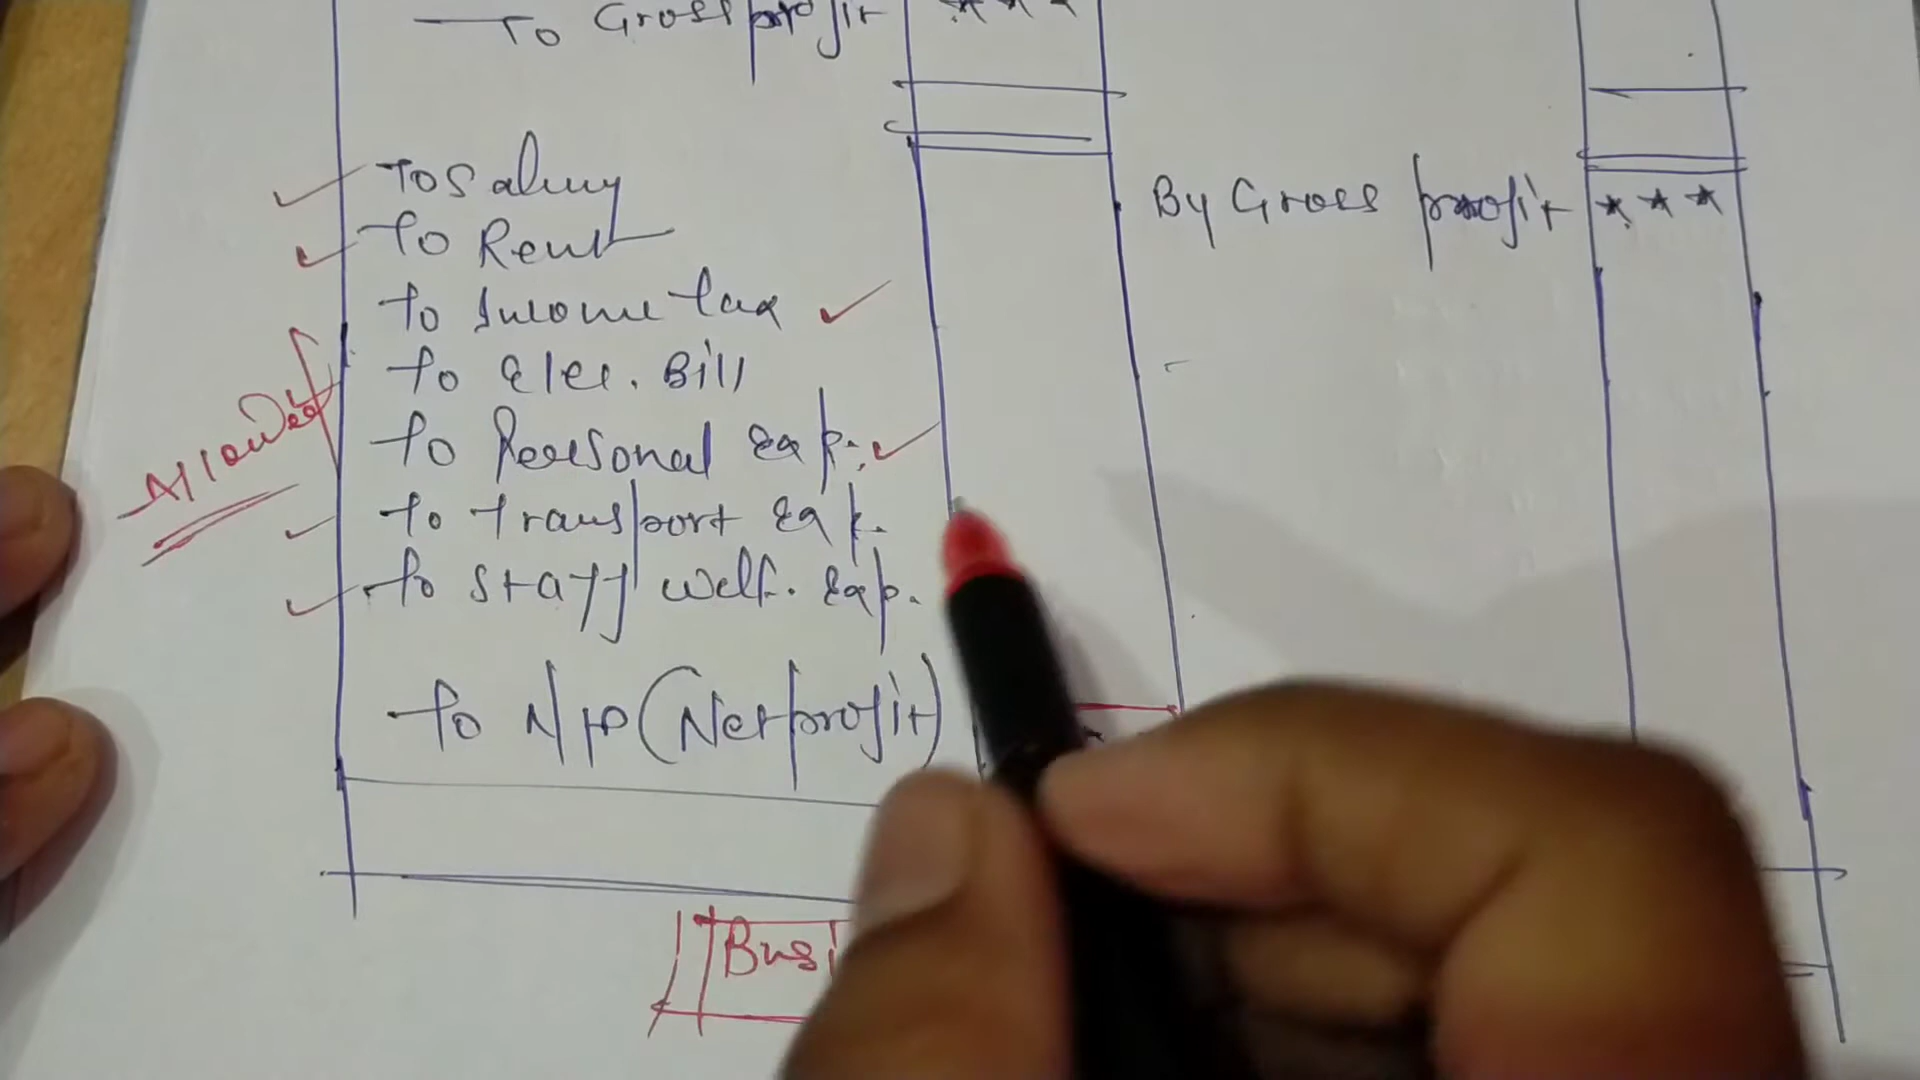 To Gross profit ***
To Salary
By Gross profit ***
To Rent
To Income tax
To Elec. Bill
Allowed
To Personal Exp.
To transport Exp.
To Staff welf. Exp.
To N/P (Net profit)
Busi